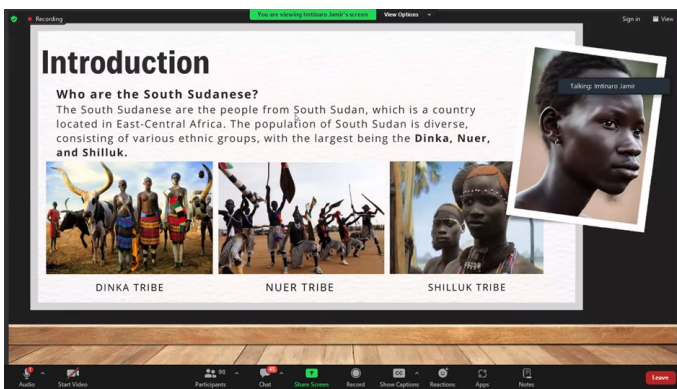 Recording
You are viewing Imtinaro Jamir's screen
View Options
Sign in
View
Introduction
Talking: Imtinaro Jamir
Who are the South Sudanese?
The South Sudanese are the people from South Sudan, which is a country
located in East-Central Africa. The population of South Sudan is diverse,
consisting of various ethnic groups, with the largest being the Dinka, Nuer,
and Shilluk.
DINKA TRIBE
NUER TRIBE
SHILLUK TRIBE
Audio
Start Video
Participants
98
Chat
45
Share Screen
Record
CC
Show Captions
Reactions
Apps
Notes
Leave